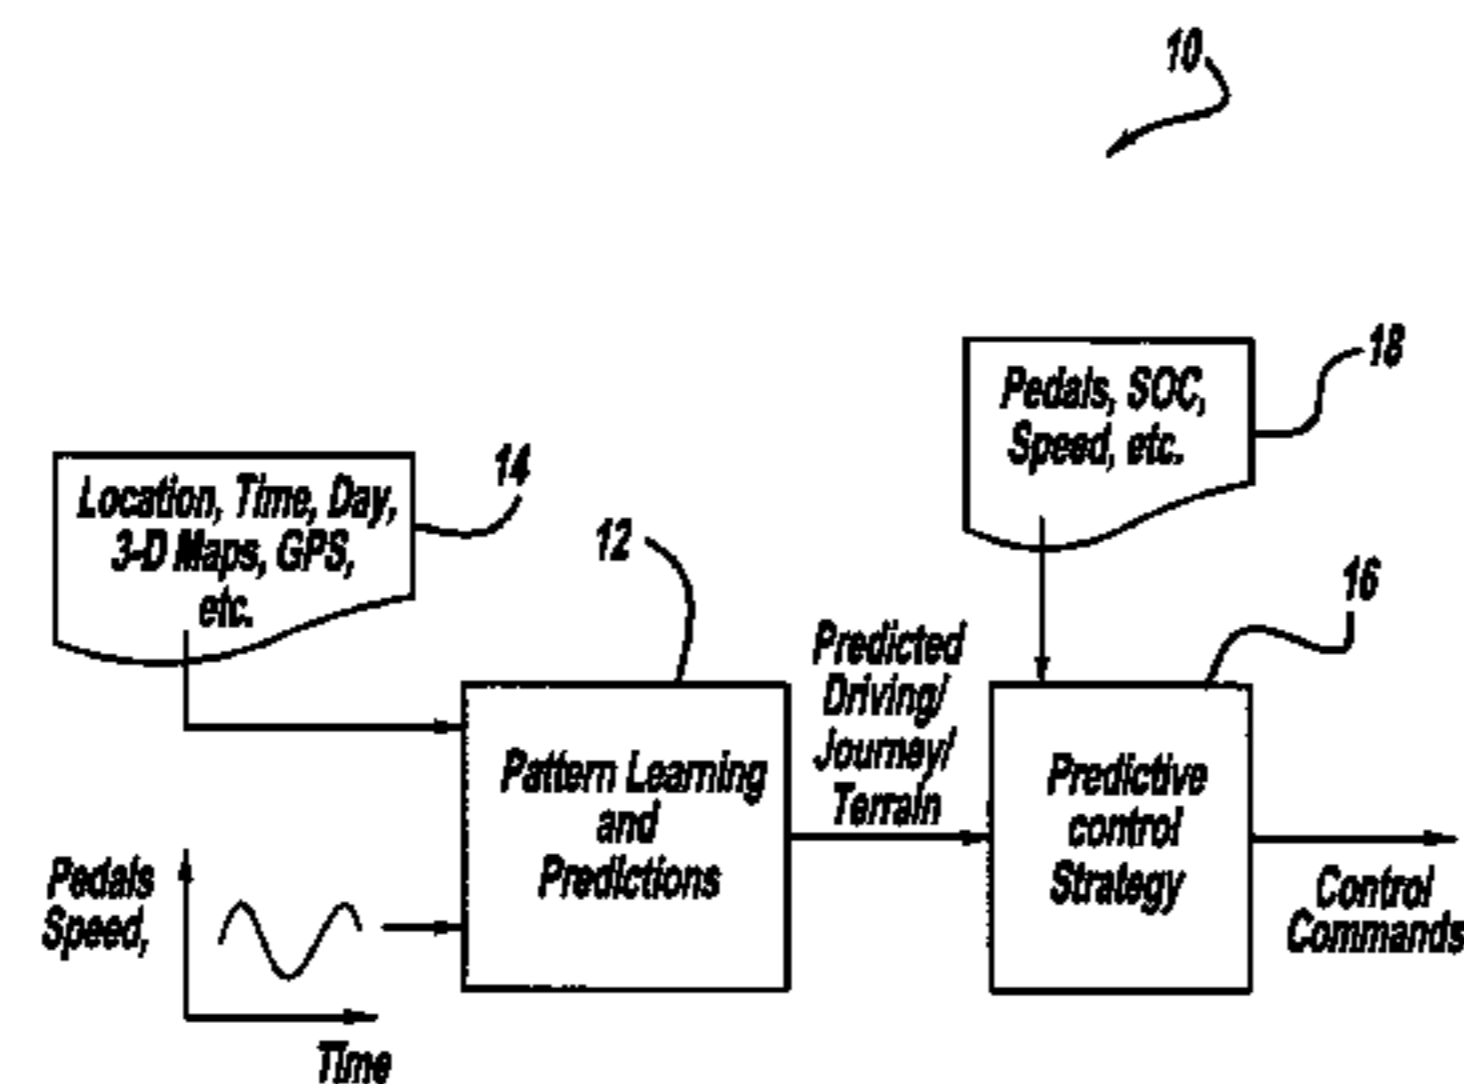 10
18
Pedals, SOC,
Speed, etc.
14
Location, Time, Day,
3-D Maps, GPS,
etc.
12
16
Predicted
Driving/
Journey/
Terrain
Pattern Learning
and
Predictions
Predictive
control
Strategy
Pedals
Speed,
Time
Control
Commands